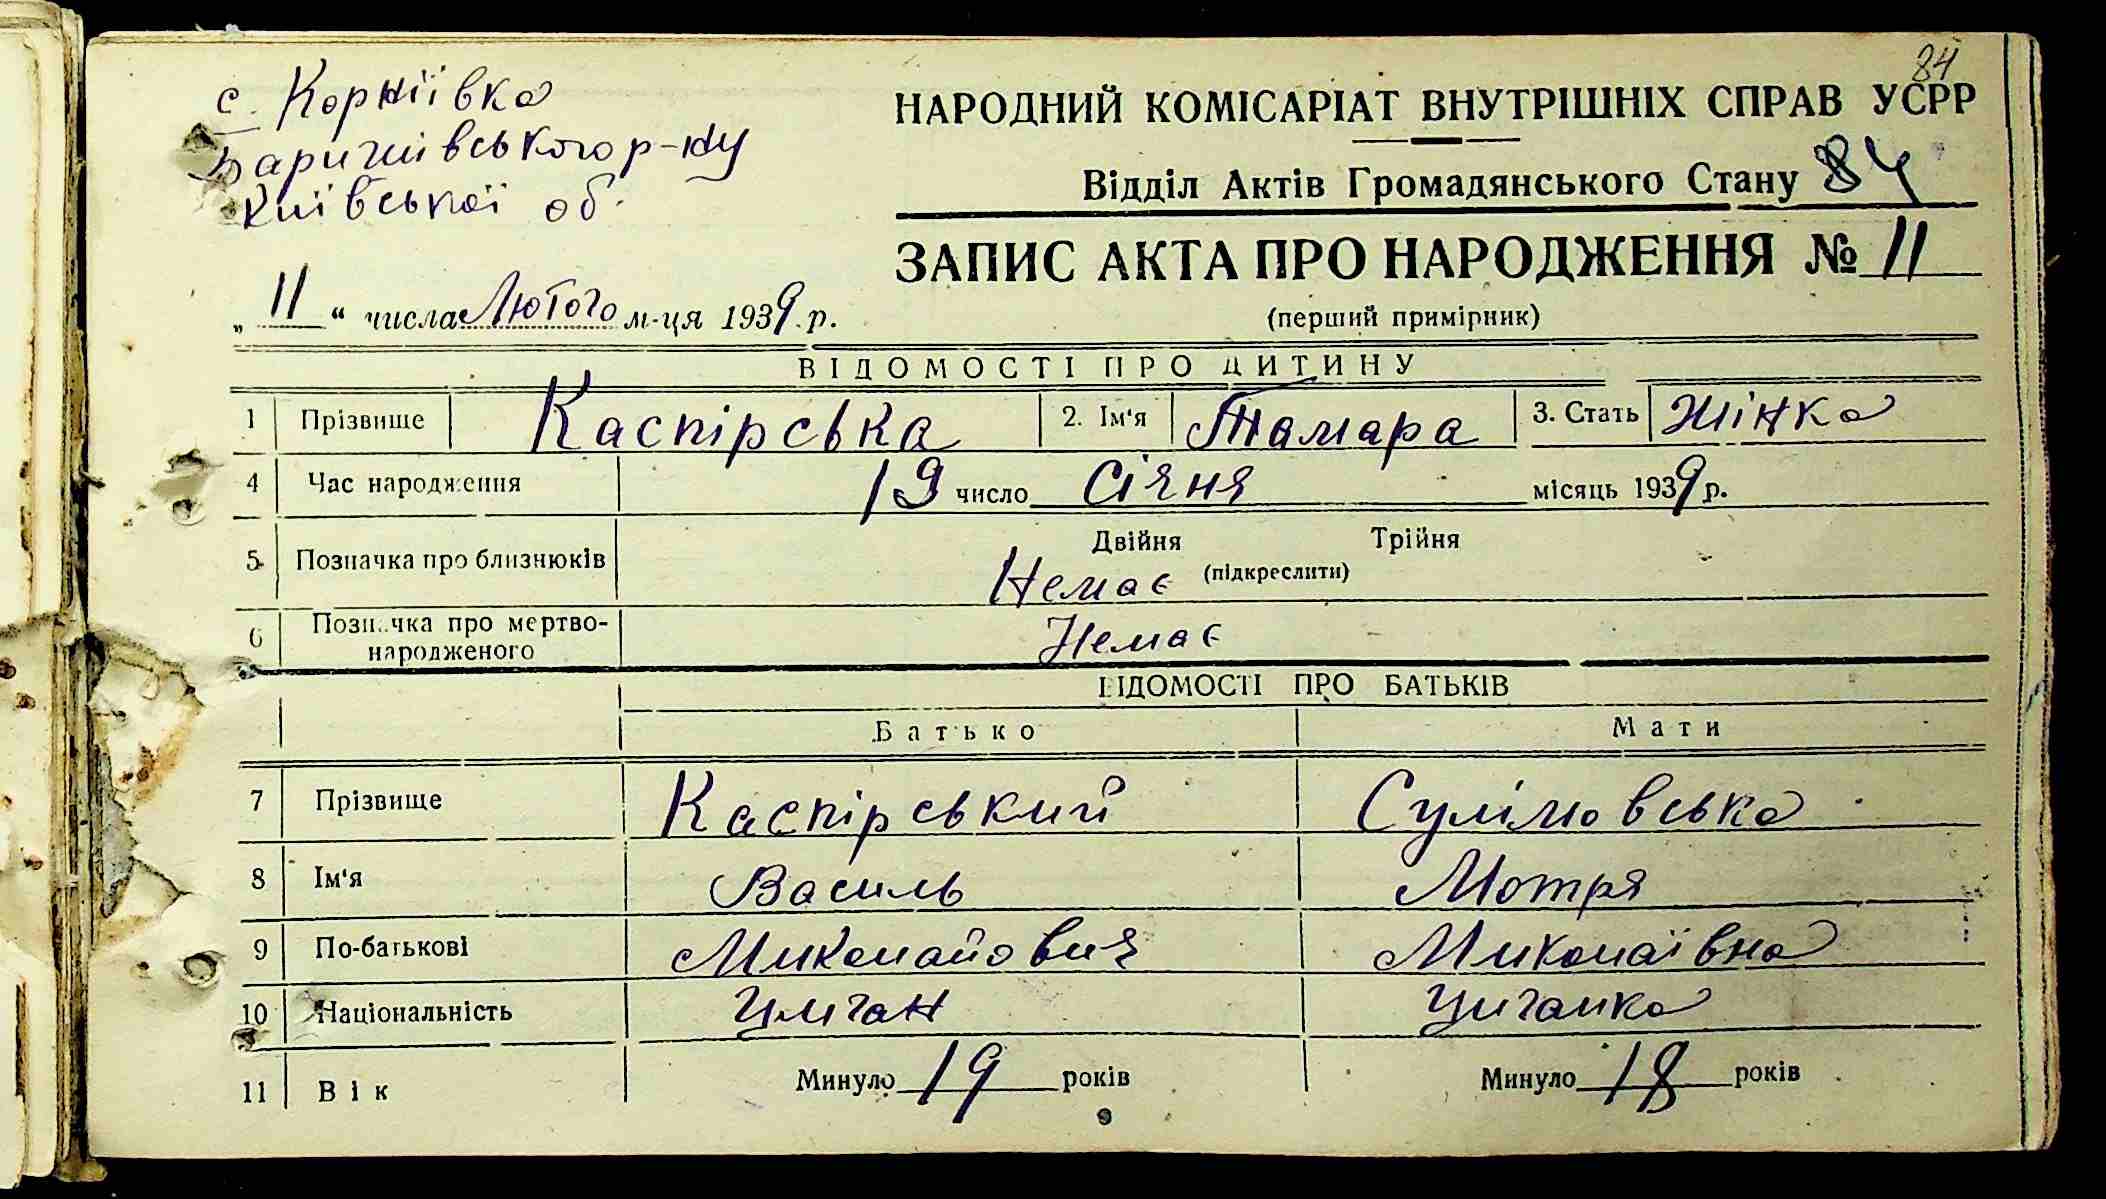 84
с. Корніївка
Баришівського р-ну
Київської об.
НАРОДНИЙ КОМІСАРІАТ ВНУТРІШНІХ СПРАВ УСРР
Відділ Актів Громадянського Стану 84
ЗАПИС АКТА ПРО НАРОДЖЕННЯ № 11
(перший примірник)
„ 11 “ числа Лютого м-ця 1939 р.
ВІДОМОСТІ ПРО ДИТИНУ
1 Прізвище Каспірська 2. Ім'я Тамара 3. Стать жінка
4 Час народження 19 число Січня місяць 1939 р.
5 Позначка про близнюків Двійня Трійня
(підкреслити)
Немає
6 Позначка про мертво-
народженого Немає
ВІДОМОСТІ ПРО БАТЬКІВ
Батько Мати
7 Прізвище Каспірський Сулімовська
8 Ім'я Василь Мотря
9 По-батькові Миколайович Миколаївна
10 Національність Циган Циганка
11 Вік Минуло 19 років Минуло 18 років